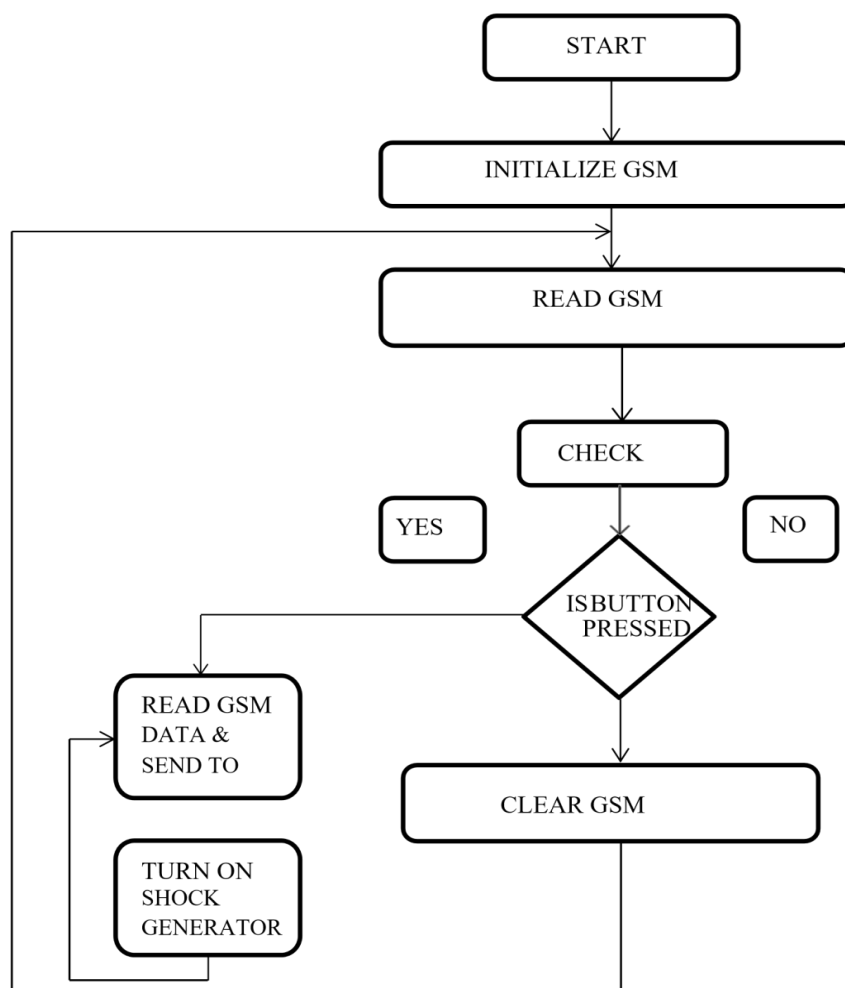 START
INITIALIZE GSM
READ GSM
CHECK
YES
NO
ISBUTTON
PRESSED
READ GSM
DATA &
SEND TO
CLEAR GSM
TURN ON
SHOCK
GENERATOR